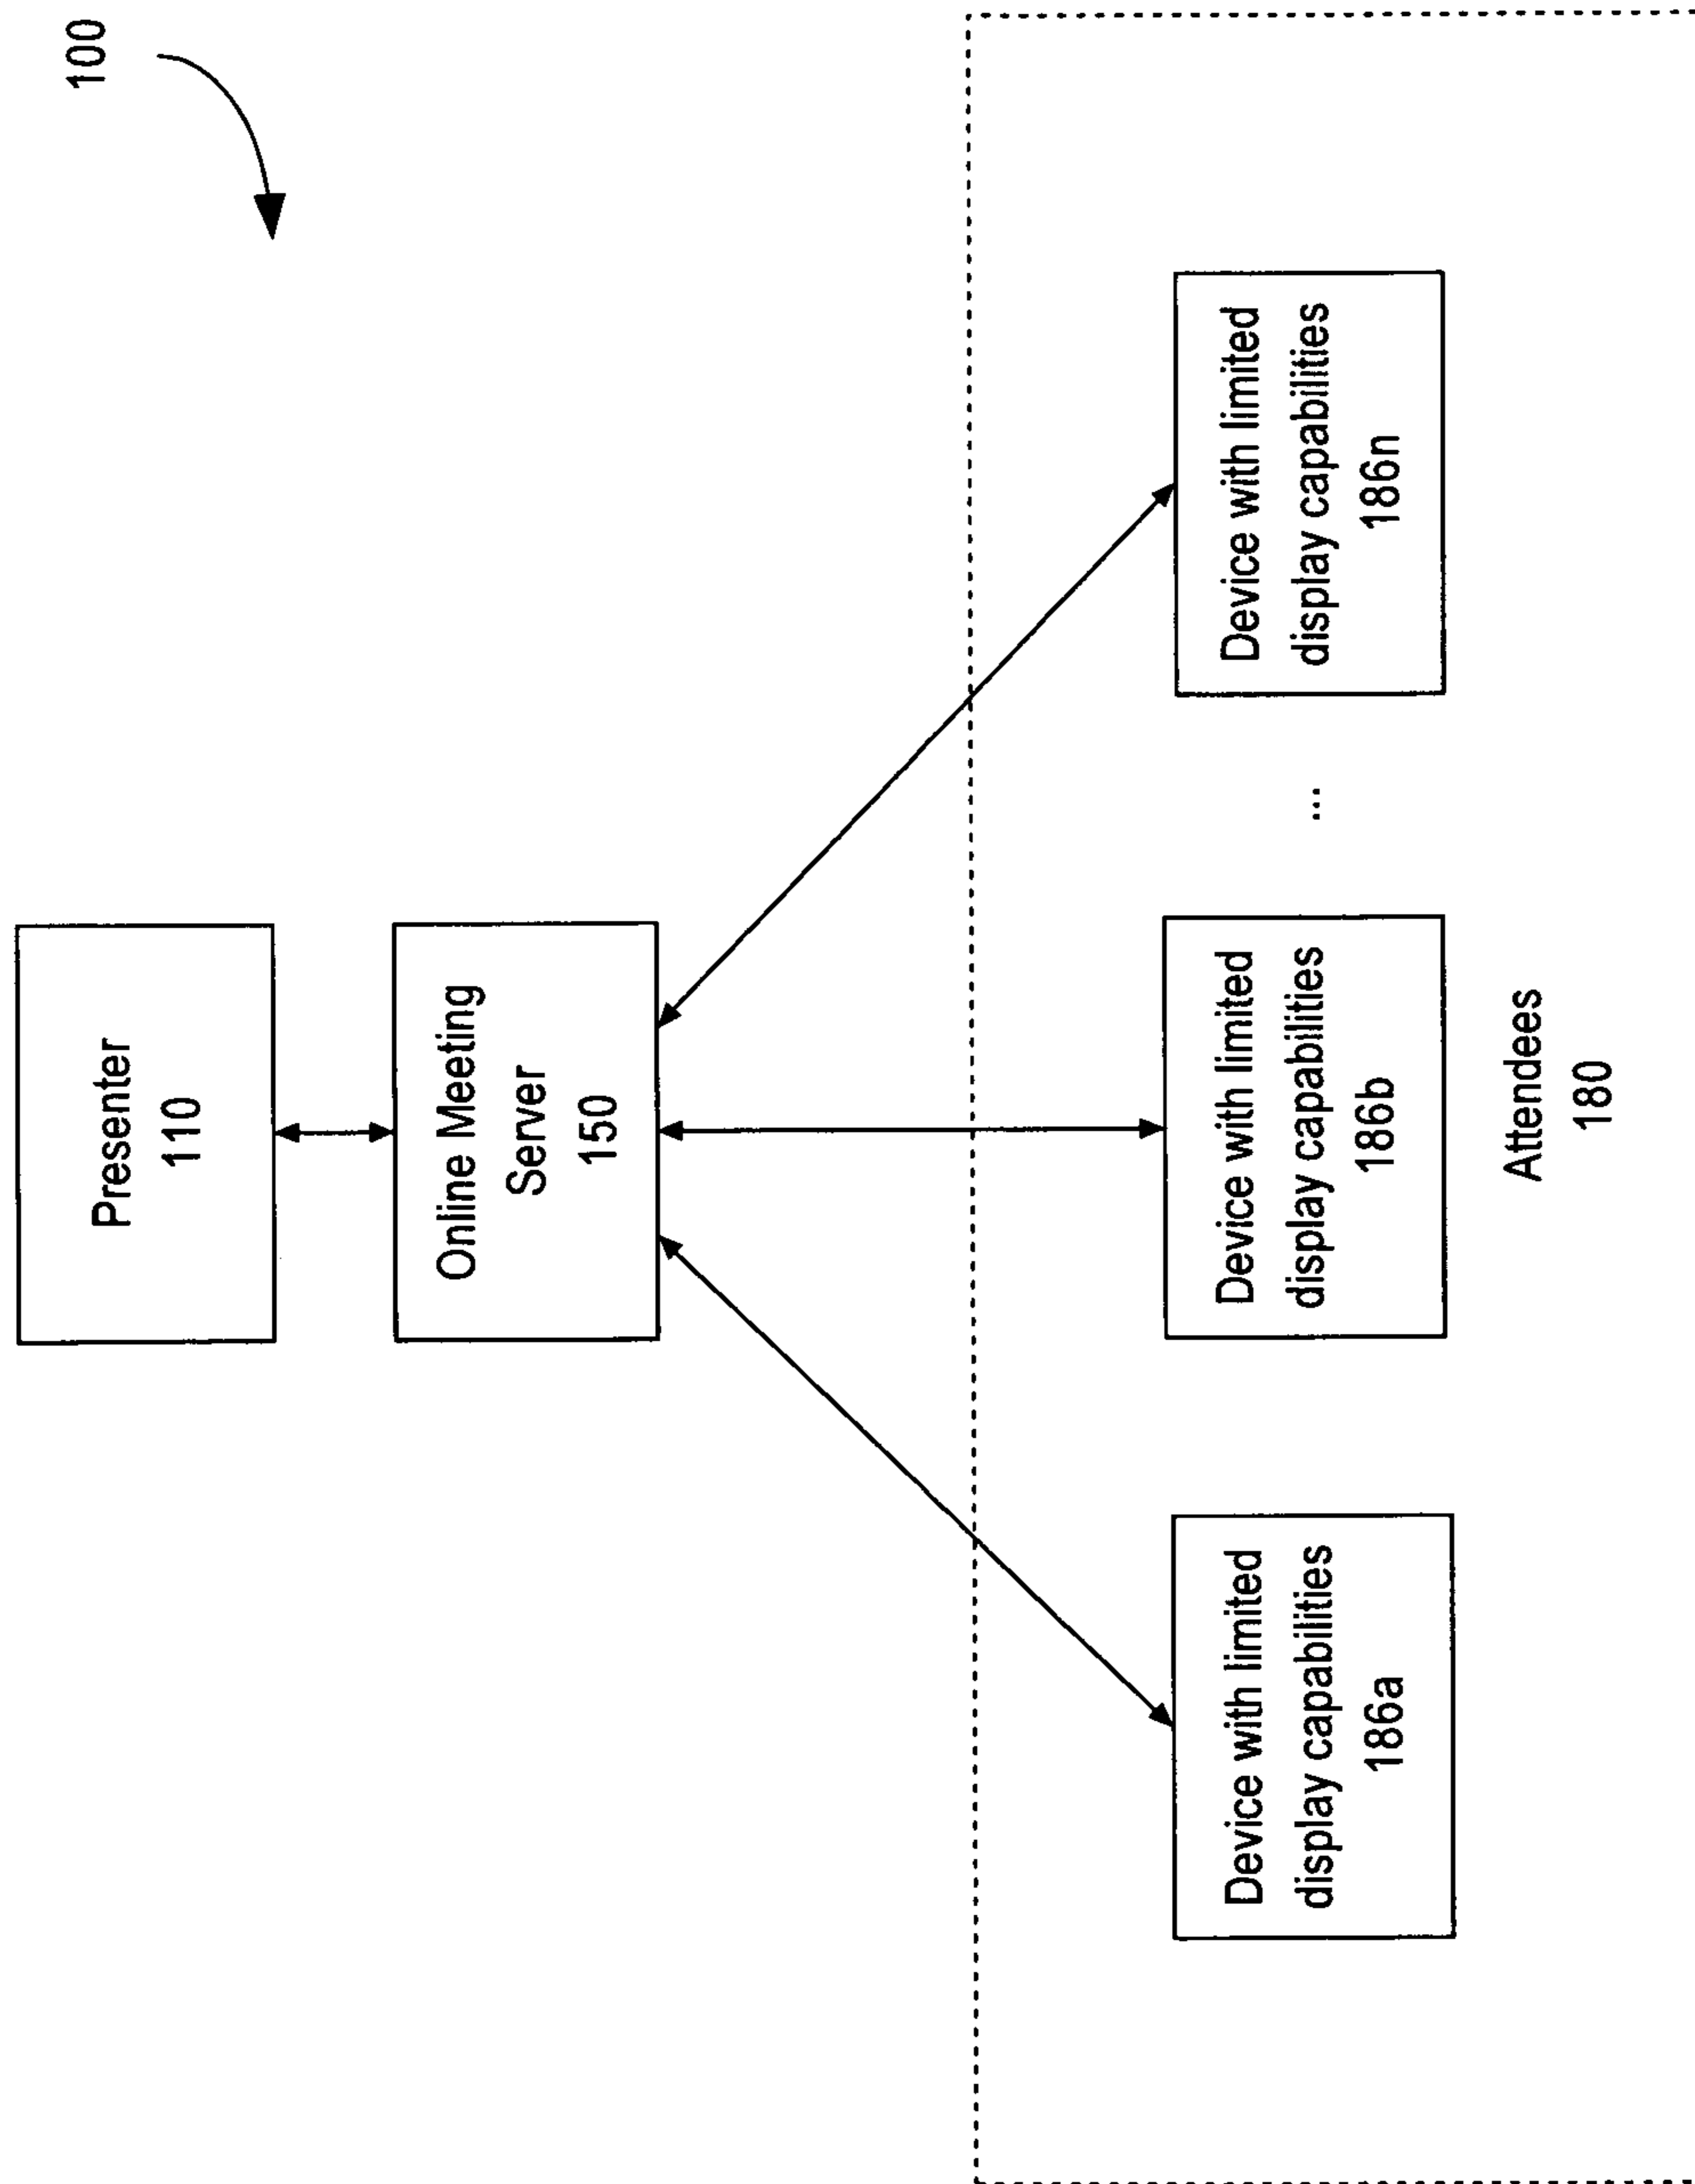 100
Presenter
110
Online Meeting
Server
150
Device with limited
display capabilities
186a
Device with limited
display capabilities
186b
...
Device with limited
display capabilities
186n
Attendees
180